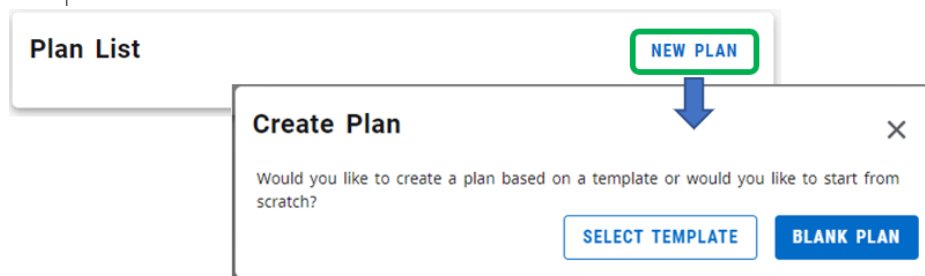 Plan List
NEW PLAN
Create Plan
Would you like to create a plan based on a template or would you like to start from
scratch?
SELECT TEMPLATE
BLANK PLAN